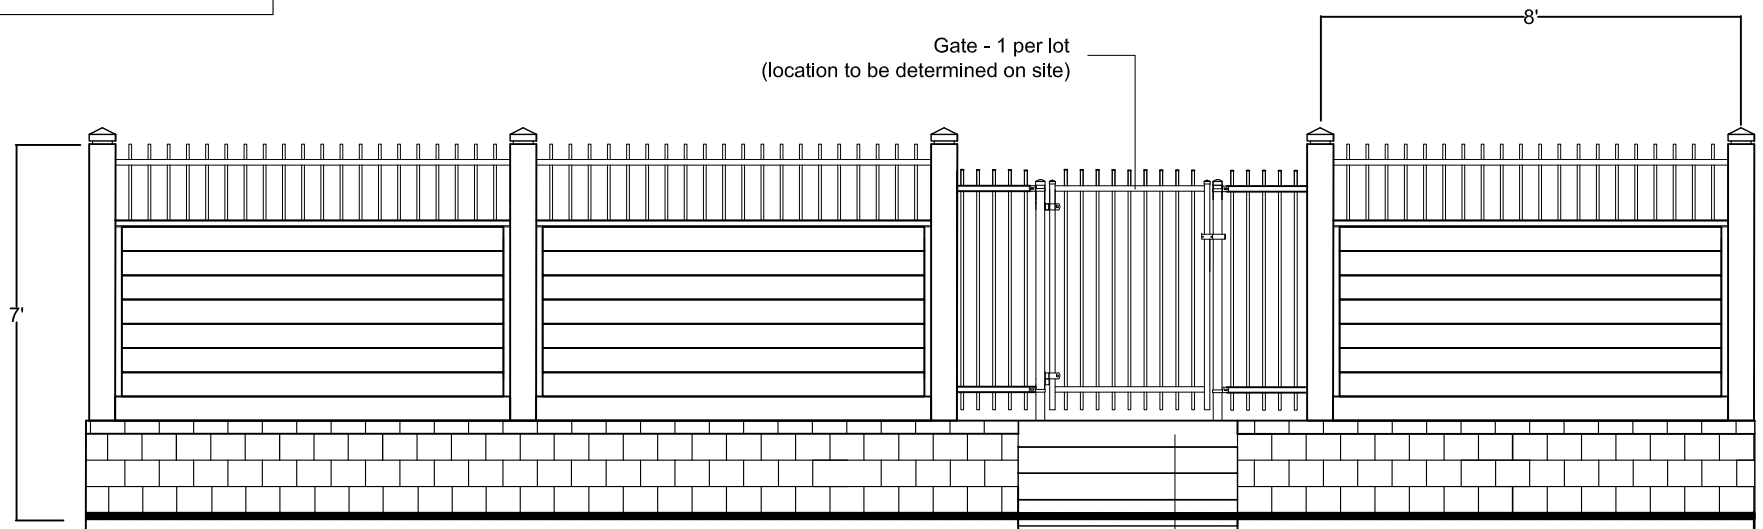 8'
Gate - 1 per lot
(location to be determined on site)
7'